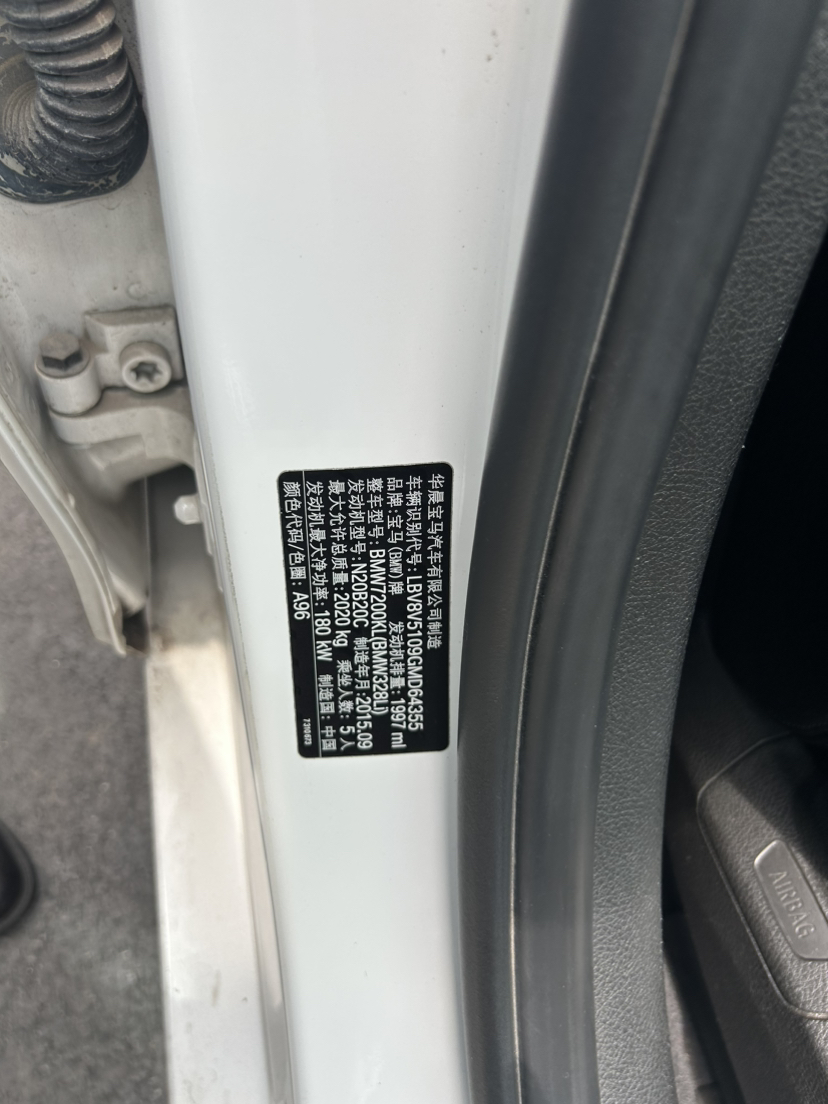 华晨宝马汽车有限公司制造
车辆识别代号: LBV8V5109GMD64355
品牌: 宝马(BMW)牌 发动机排量: 1997 ml
整车型号: BMW7200KL(BMW328Li)
发动机型号: N20B20C 制造年月: 2015.09
最大允许总质量: 2020 kg 乘坐人数: 5 人
发动机最大净功率: 180 kW 制造国: 中国
颜色代码/色圈: A96
AIRBAG